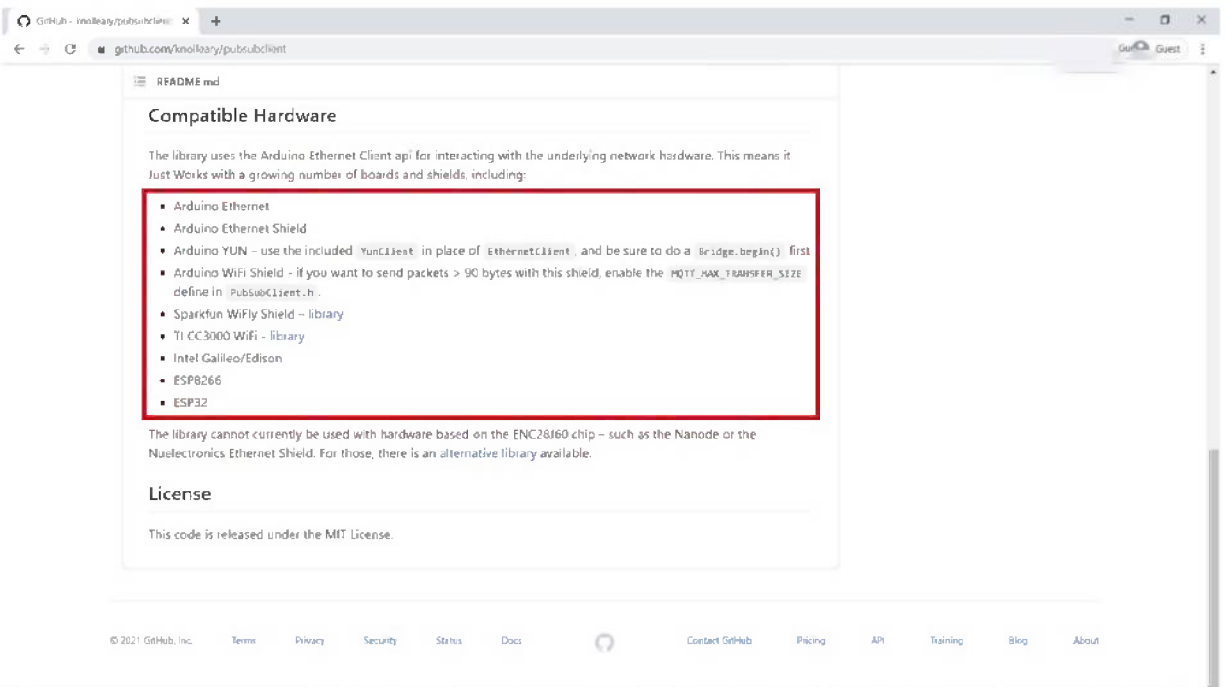 GitHub - knolleary/pubsubclient
github.com/knolleary/pubsubclient
Guest
README.md
Compatible Hardware
The library uses the Arduino Ethernet Client api for interacting with the underlying network hardware. This means it
Just Works with a growing number of boards and shields, including:
Arduino Ethernet
Arduino Ethernet Shield
Arduino YUN – use the included YunClient in place of EthernetClient, and be sure to do a Bridge.begin() first
Arduino WiFi Shield - if you want to send packets > 90 bytes with this shield, enable the MQTT_MAX_TRANSFER_SIZE
define in PubSubClient.h.
Sparkfun WiFly Shield – library
TI CC3000 WiFi - library
Intel Galileo/Edison
ESP8266
ESP32
The library cannot currently be used with hardware based on the ENC28J60 chip – such as the Nanode or the
Nuelectronics Ethernet Shield. For those, there is an alternative library available.
License
This code is released under the MIT License.
© 2021 GitHub, Inc. Terms Privacy Security Status Docs Contact GitHub Pricing API Training Blog About